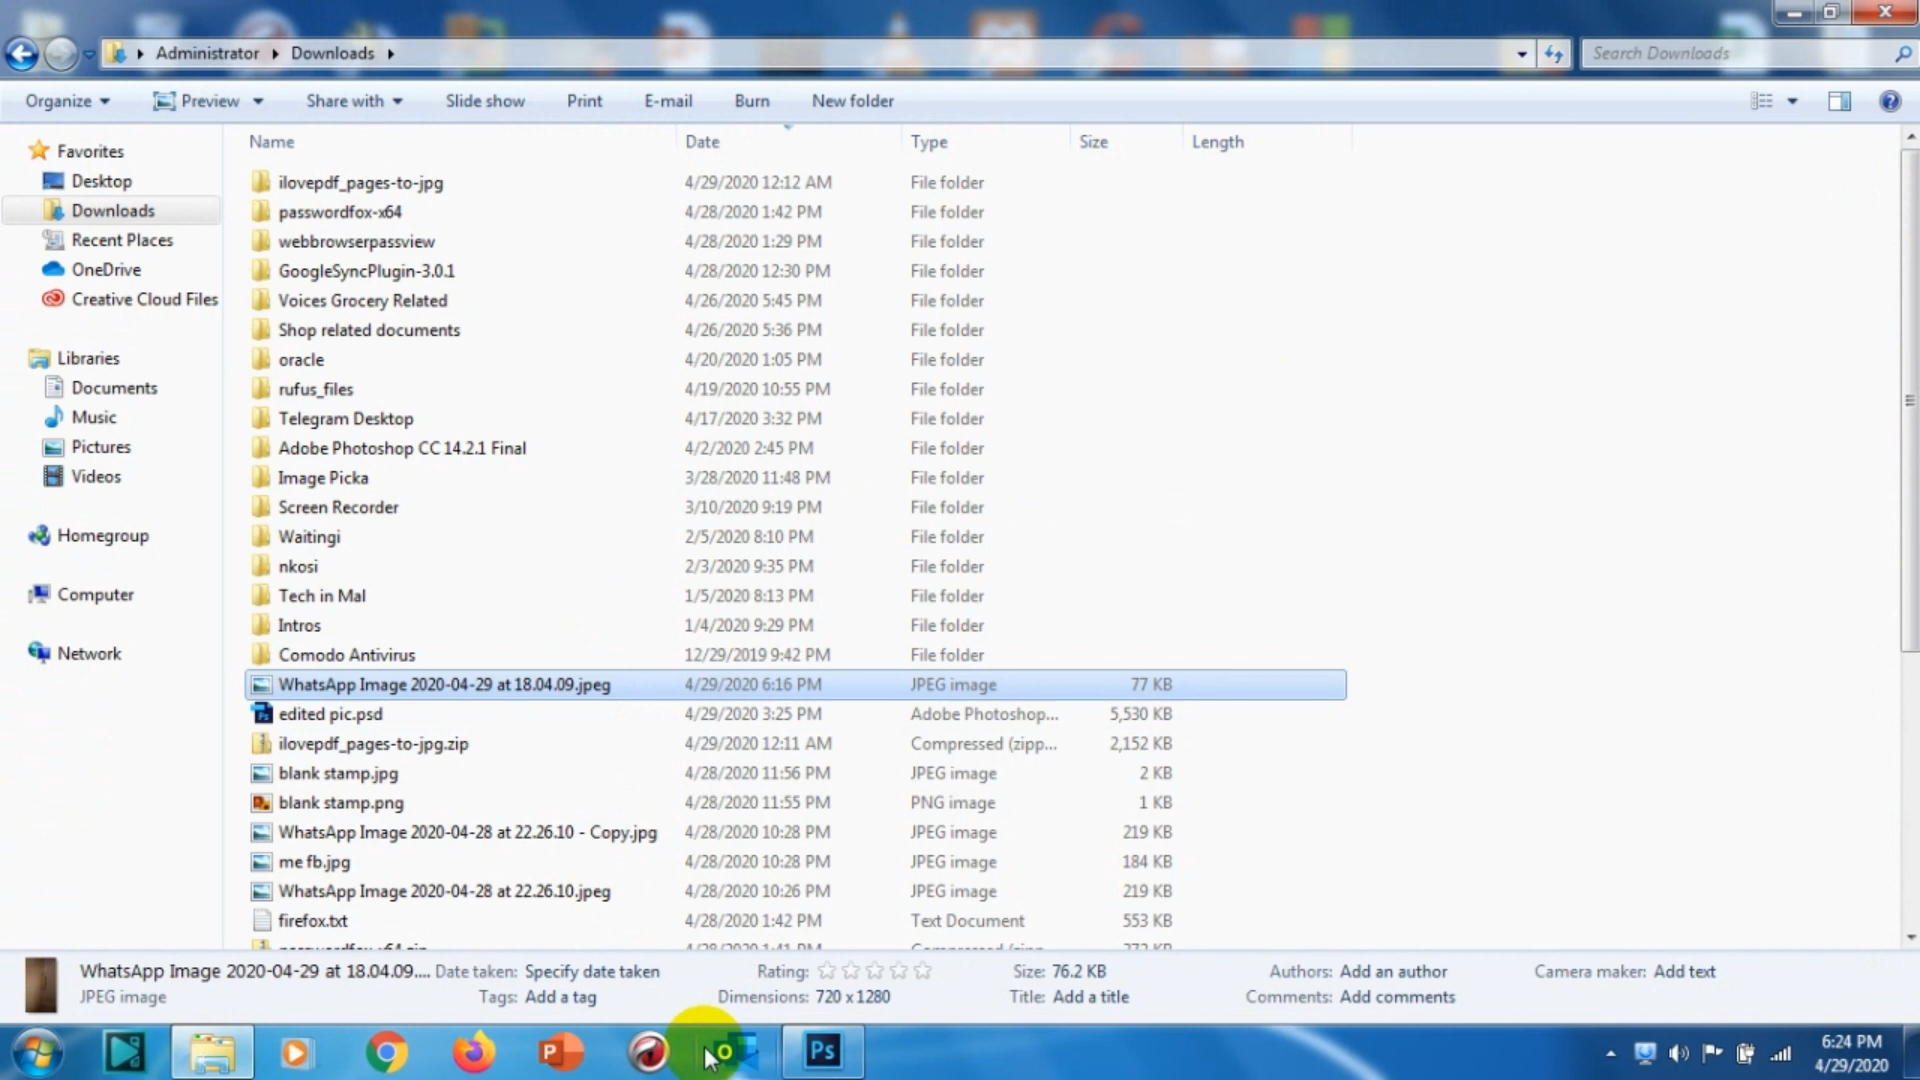 Administrator Downloads
Search Downloads
Organize Preview Share with Slide show Print E-mail Burn New folder
Name Date Type Size Length
Favorites
Desktop
Downloads
Recent Places
OneDrive
Creative Cloud Files
Libraries
Documents
Music
Pictures
Videos
Homegroup
Computer
Network
ilovepdf_pages-to-jpg 4/29/2020 12:12 AM File folder
passwordfox-x64 4/28/2020 1:42 PM File folder
webbrowserpassview 4/28/2020 1:29 PM File folder
GoogleSyncPlugin-3.0.1 4/28/2020 12:30 PM File folder
Voices Grocery Related 4/26/2020 5:45 PM File folder
Shop related documents 4/26/2020 5:36 PM File folder
oracle 4/20/2020 1:05 PM File folder
rufus_files 4/19/2020 10:55 PM File folder
Telegram Desktop 4/17/2020 3:32 PM File folder
Adobe Photoshop CC 14.2.1 Final 4/2/2020 2:45 PM File folder
Image Picka 3/28/2020 11:48 PM File folder
Screen Recorder 3/10/2020 9:19 PM File folder
Waitingi 2/5/2020 8:10 PM File folder
nkosi 2/3/2020 9:35 PM File folder
Tech in Mal 1/5/2020 8:13 PM File folder
Intros 1/4/2020 9:29 PM File folder
Comodo Antivirus 12/29/2019 9:42 PM File folder
WhatsApp Image 2020-04-29 at 18.04.09.jpeg 4/29/2020 6:16 PM JPEG image 77 KB
edited pic.psd 4/29/2020 3:25 PM Adobe Photoshop... 5,530 KB
ilovepdf_pages-to-jpg.zip 4/29/2020 12:11 AM Compressed (zipp... 2,152 KB
blank stamp.jpg 4/28/2020 11:56 PM JPEG image 2 KB
blank stamp.png 4/28/2020 11:55 PM PNG image 1 KB
WhatsApp Image 2020-04-28 at 22.26.10 - Copy.jpg 4/28/2020 10:28 PM JPEG image 219 KB
me fb.jpg 4/28/2020 10:28 PM JPEG image 184 KB
WhatsApp Image 2020-04-28 at 22.26.10.jpeg 4/28/2020 10:26 PM JPEG image 219 KB
firefox.txt 4/28/2020 1:42 PM Text Document 553 KB
WhatsApp Image 2020-04-29 at 18.04.09.... Date taken: Specify date taken Rating: Size: 76.2 KB Authors: Add an author Camera maker: Add text
JPEG image Tags: Add a tag Dimensions: 720 x 1280 Title: Add a title Comments: Add comments
Ps
6:24 PM
4/29/2020